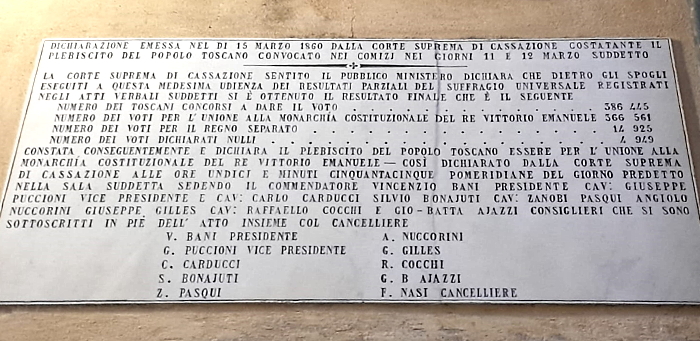 DICHIARAZIONE EMESSA NEL DI 15 MARZO 1860 DALLA CORTE SUPREMA DI CASSAZIONE COSTATANTE IL
PLEBISCITO DEL POPOLO TOSCANO CONVOCATO NEI COMIZJ NEI GIORNI 11 E 12 MARZO SUDDETTO
LA CORTE SUPREMA DI CASSAZIONE SENTITO IL PUBBLICO MINISTERO DICHIARA CHE DIETRO GLI SPOGLI
ESEGUITI A QUESTA MEDESIMA UDIENZA DEI RESULTATI PARZIALI DEL SUFFRAGIO UNIVERSALE REGISTRATI
NEGLI ATTI VERBALI SUDDETTI SI È OTTENUTO IL RESULTATO FINALE CHE È IL SEGUENTE
NUMERO DEI TOSCANI CONCORSI A DARE IL VOTO . . . . . . . . . . . . . . . . 386 445
NUMERO DEI VOTI PER L'UNIONE ALLA MONARCHÍA COSTITUZIONALE DEL RE VITTORIO EMANUELE 366 561
NUMERO DEI VOTI PER IL REGNO SEPARATO . . . . . . . . . . . . . . . . 14 925
NUMERO DEI VOTI DICHIARATI NULLI . . . . . . . . . . . . . . . . 4 949
CONSTATA CONSEGUENTEMENTE E DICHIARA IL PLEBISCITO DEL POPOLO TOSCANO ESSERE PER L'UNIONE ALLA
MONARCHÍA COSTITUZIONALE DEL RE VITTORIO EMANUELE — COSÌ DICHIARATO DALLA CORTE SUPREMA
DI CASSAZIONE ALLE ORE UNDICI E MINUTI CINQUANTACINQUE POMERIDIANE DEL GIORNO PREDETTO
NELLA SALA SUDDETTA SEDENDO IL COMMENDATORE VINCENZIO BANI PRESIDENTE CAV: GIUSEPPE
PUCCIONI VICE PRESIDENTE E CAV: CARLO CARDUCCI SILVIO BONAJUTI CAV: ZANOBI PASQUI ANGIOLO
NUCCORINI GIUSEPPE GILLES CAV: RAFFAELLO COCCHI E GIO-BATTA AJAZZI CONSIGLIERI CHE SI SONO
SOTTOSCRITTI IN PIÈ DELL' ATTO INSIEME COL CANCELLIERE
V. BANI PRESIDENTE
G. PUCCIONI VICE PRESIDENTE
C. CARDUCCI
S. BONAJUTI
Z. PASQUI
A. NUCCORINI
G. GILLES
R. COCCHI
G. B AJAZZI
F. NASI CANCELLIERE